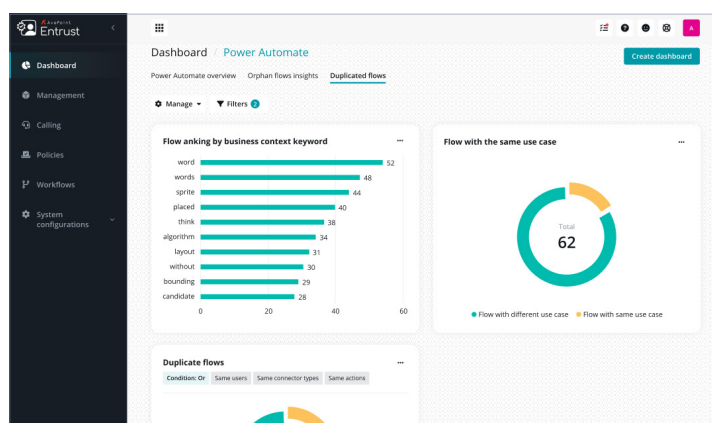 AvePoint
Entrust
Dashboard
Management
Calling
Policies
Workflows
System
configurations
A
Dashboard / Power Automate
Create dashboard
Power Automate overview Orphan flows insights Duplicated flows
Manage Filters 2
Flow anking by business context keyword
word 52
words 48
sprite 44
placed 40
think 38
algorithm 34
layout 31
without 30
bounding 29
candidate 28
0 20 40 60
Flow with the same use case
Total
62
Flow with different use case Flow with same use case
Duplicate flows
Condition: Or Same users Same connector types Same actions